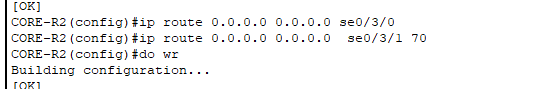 [OK]
CORE-R2(config)#ip route 0.0.0.0 0.0.0.0 se0/3/0
CORE-R2(config)#ip route 0.0.0.0 0.0.0.0  se0/3/1 70
CORE-R2(config)#do wr
Building configuration...
[OK]